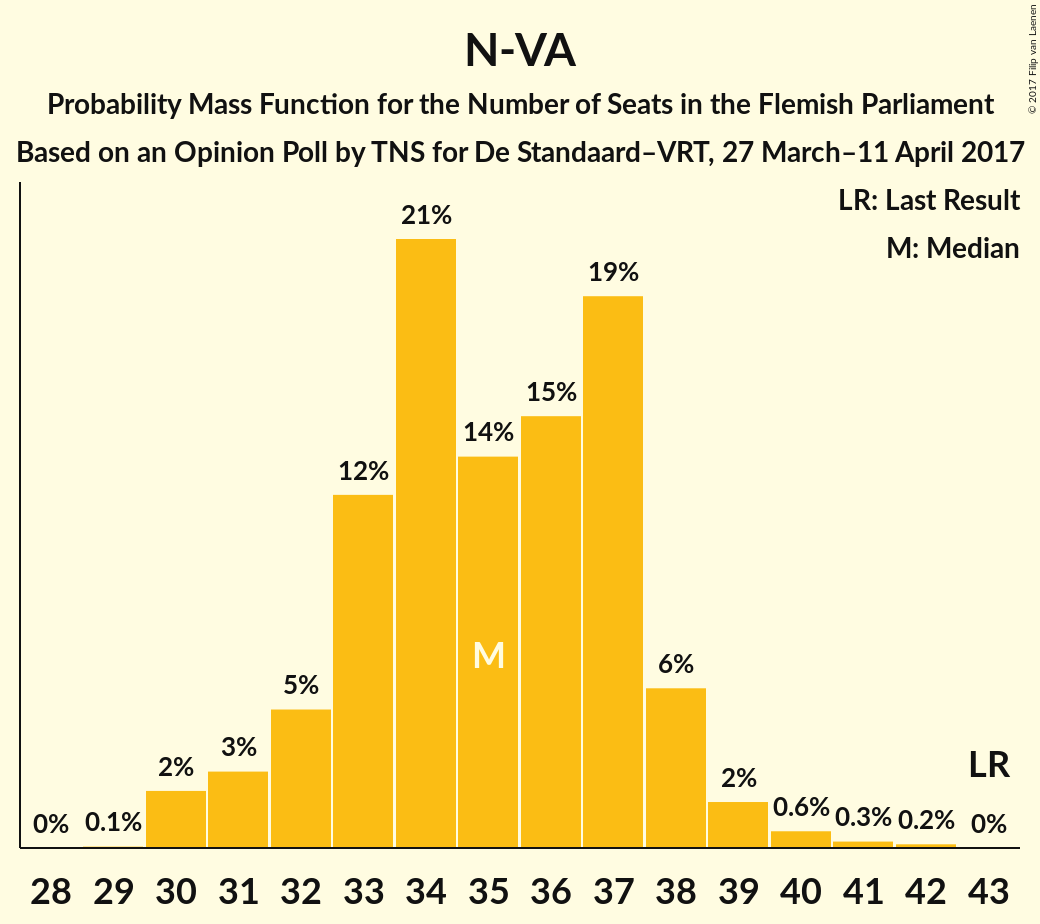 N-VA
Probability Mass Function for the Number of Seats in the Flemish Parliament
Based on an Opinion Poll by TNS for De Standaard–VRT, 27 March–11 April 2017
© 2017 Filip van Laenen
LR: Last Result
M: Median
0% 0.1% 2% 3% 5% 12% 21% 14% 15% 19% 6% 2% 0.6% 0.3% 0.2% 0%
M
LR
28 29 30 31 32 33 34 35 36 37 38 39 40 41 42 43